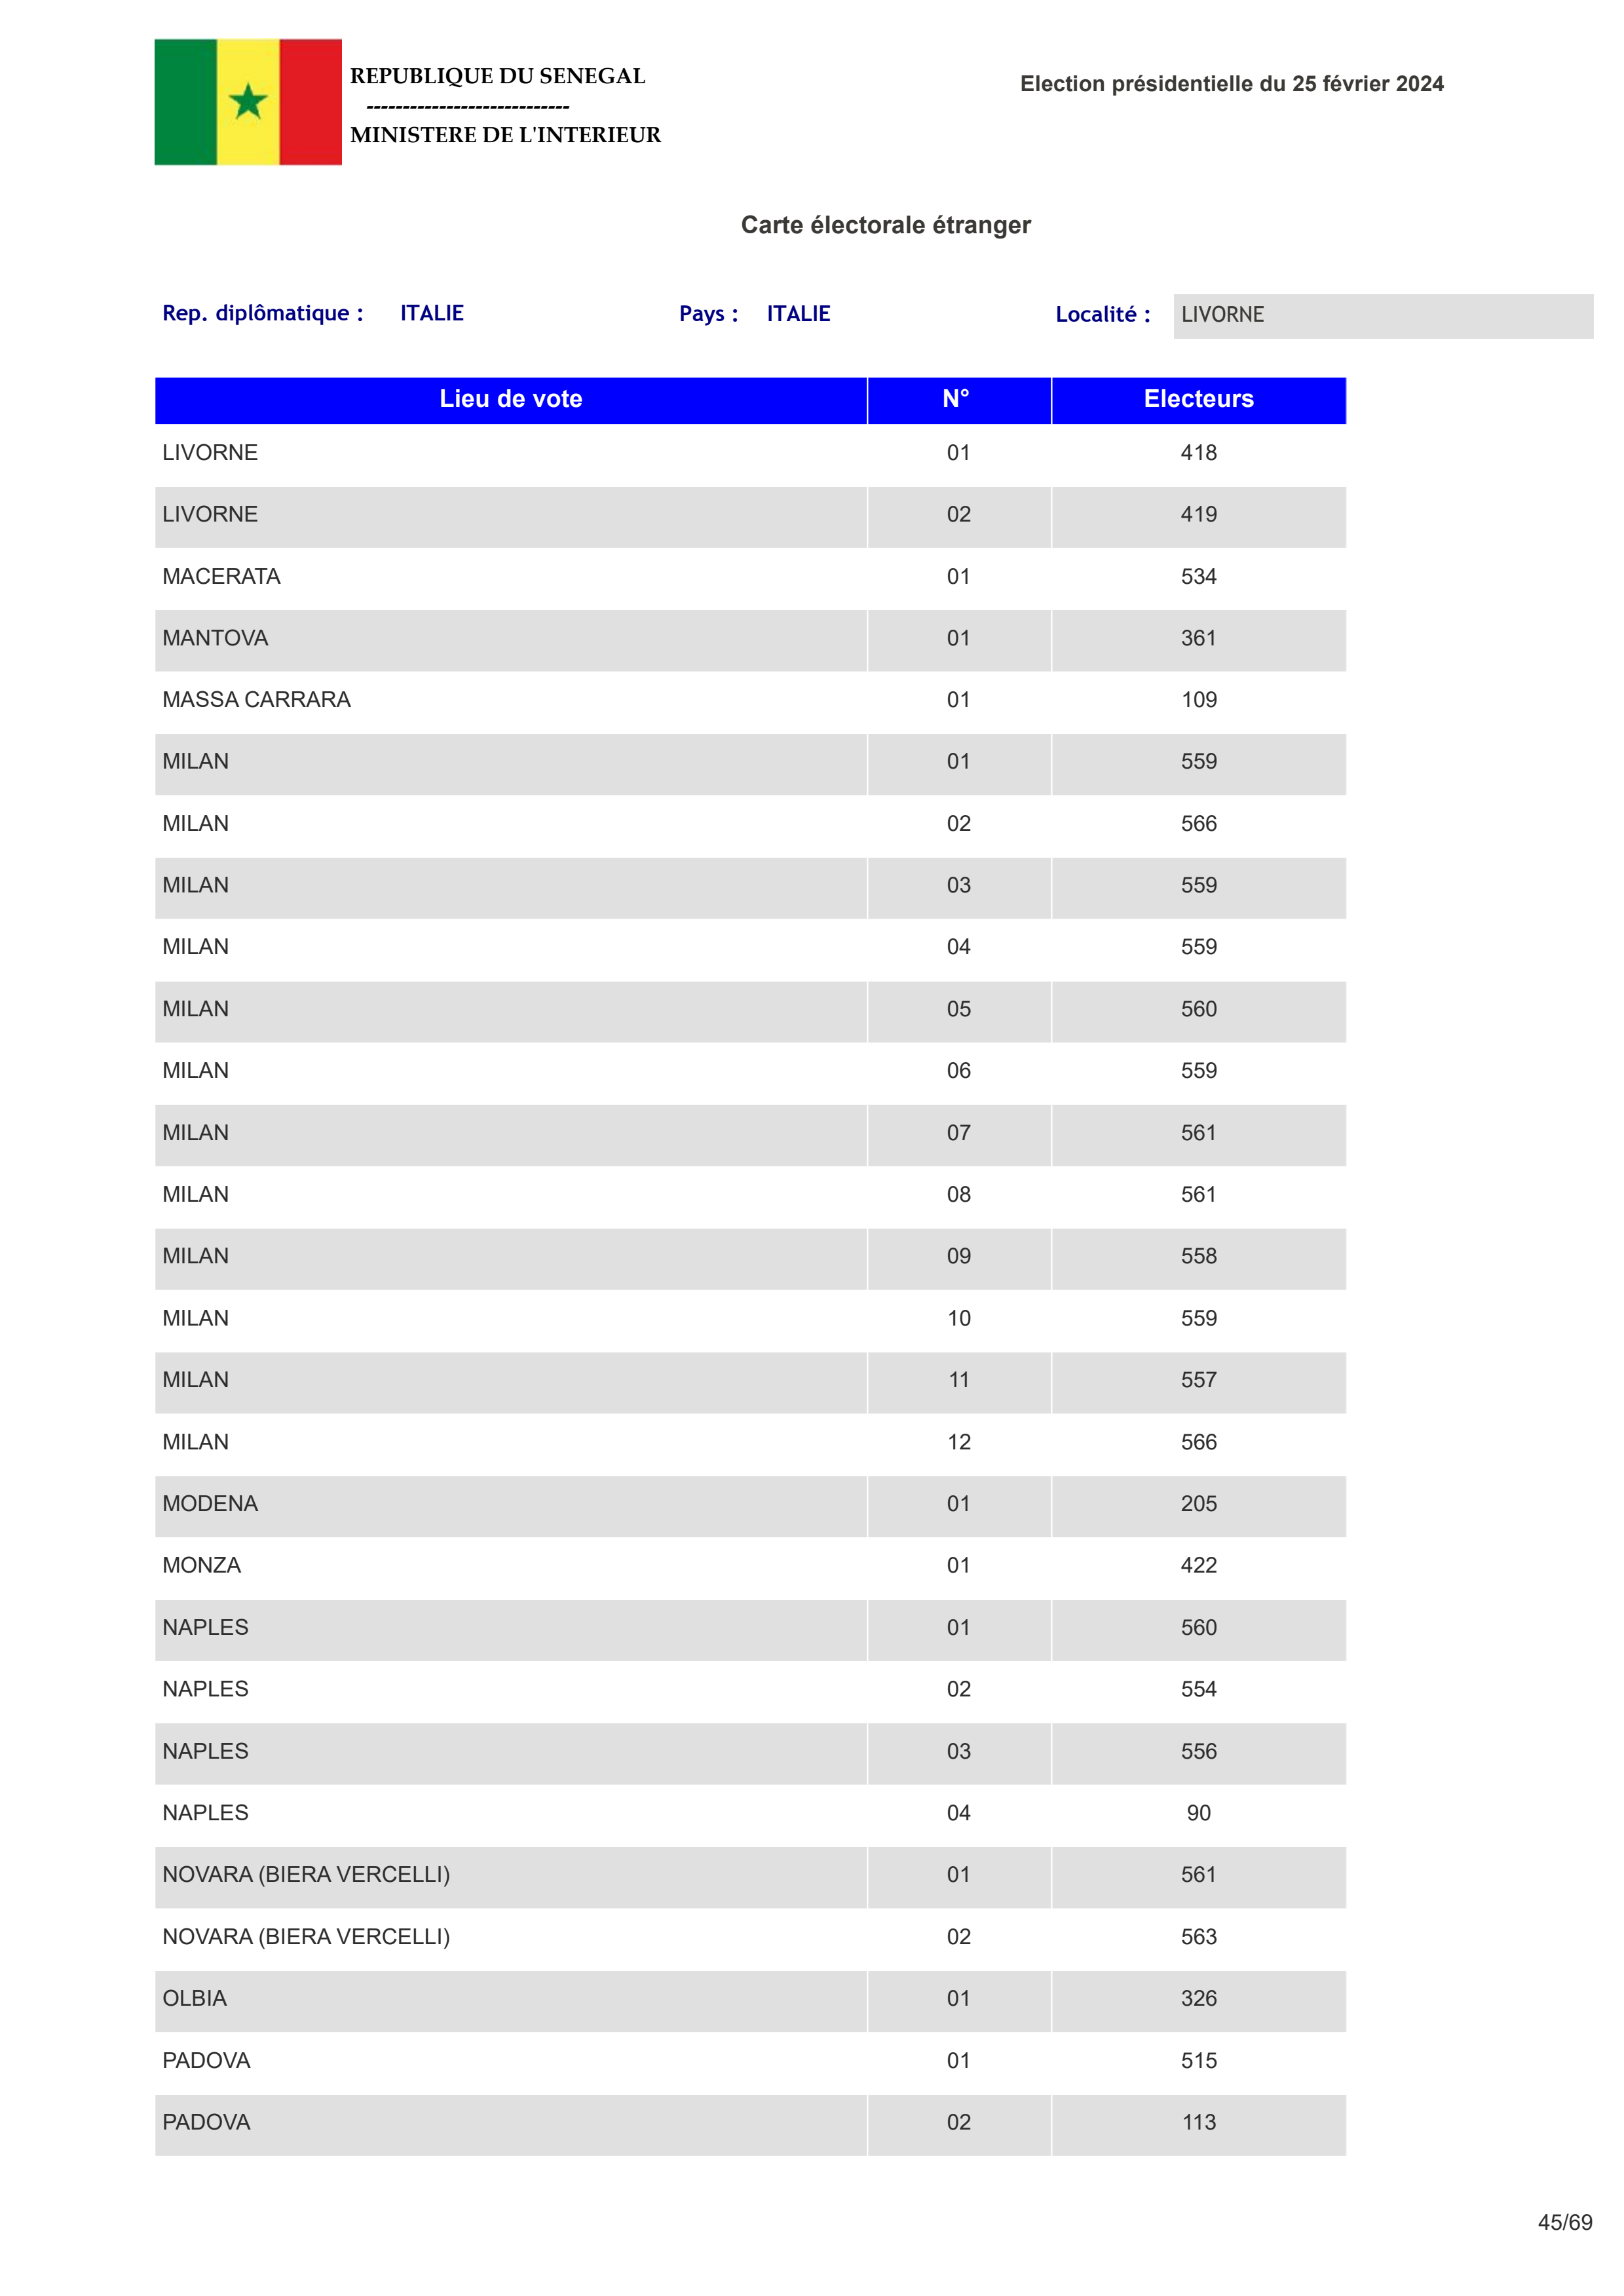 REPUBLIQUE DU SENEGAL
----------------------------
MINISTERE DE L'INTERIEUR
Election présidentielle du 25 février 2024
Carte électorale étranger
Rep. diplômatique : ITALIE Pays : ITALIE Localité : LIVORNE
Lieu de vote N° Electeurs
LIVORNE 01 418
LIVORNE 02 419
MACERATA 01 534
MANTOVA 01 361
MASSA CARRARA 01 109
MILAN 01 559
MILAN 02 566
MILAN 03 559
MILAN 04 559
MILAN 05 560
MILAN 06 559
MILAN 07 561
MILAN 08 561
MILAN 09 558
MILAN 10 559
MILAN 11 557
MILAN 12 566
MODENA 01 205
MONZA 01 422
NAPLES 01 560
NAPLES 02 554
NAPLES 03 556
NAPLES 04 90
NOVARA (BIERA VERCELLI) 01 561
NOVARA (BIERA VERCELLI) 02 563
OLBIA 01 326
PADOVA 01 515
PADOVA 02 113
45/69